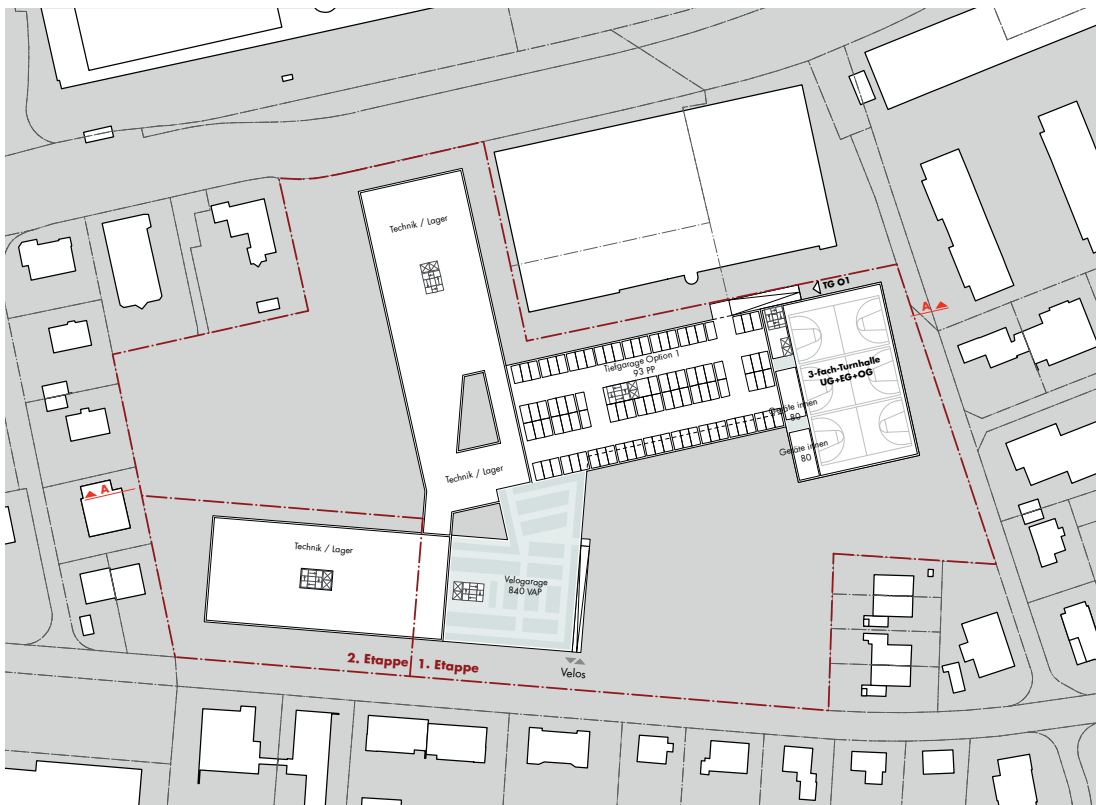 Technik / Lager
TG O1
A
Tiefgarage Option 1
93 PP
3-fach-Turnhalle
UG+EG+OG
Geräte innen
80
Geräte innen
80
Technik / Lager
A
Technik / Lager
Velogarage
840 VAP
2. Etappe
1. Etappe
Velos